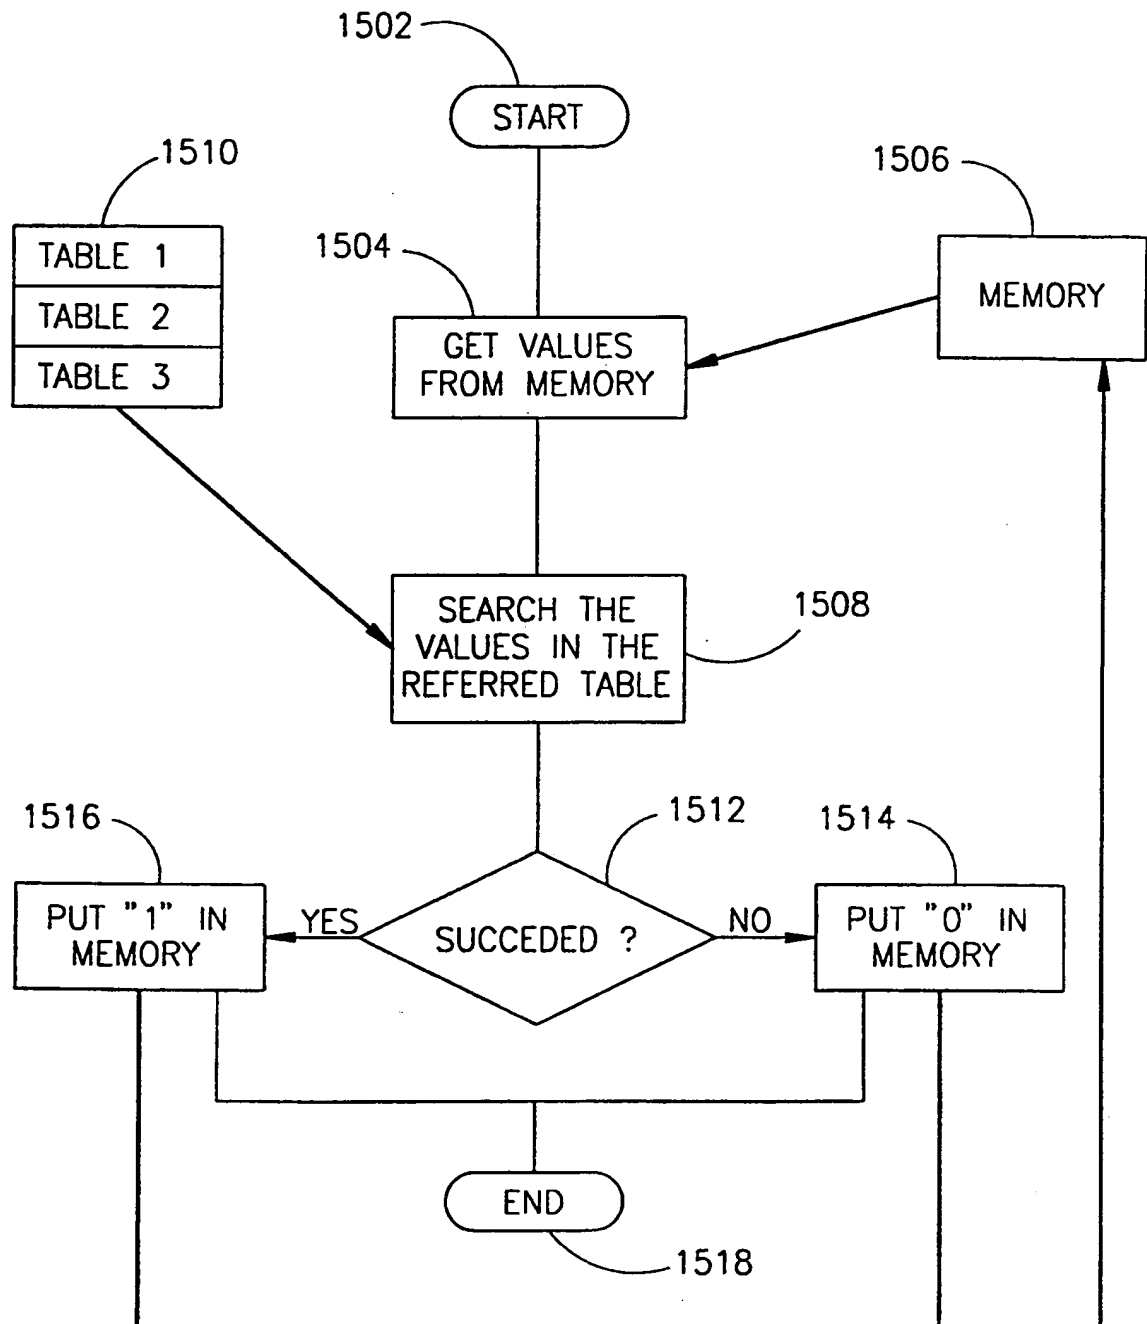 1502
START
1510
1506
TABLE 1
TABLE 2
TABLE 3
1504
GET VALUES
FROM MEMORY
MEMORY
SEARCH THE
VALUES IN THE
REFERRED TABLE
1508
1516
1512
1514
PUT "1" IN
MEMORY
YES
SUCCEDED ?
NO
PUT "0" IN
MEMORY
END
1518